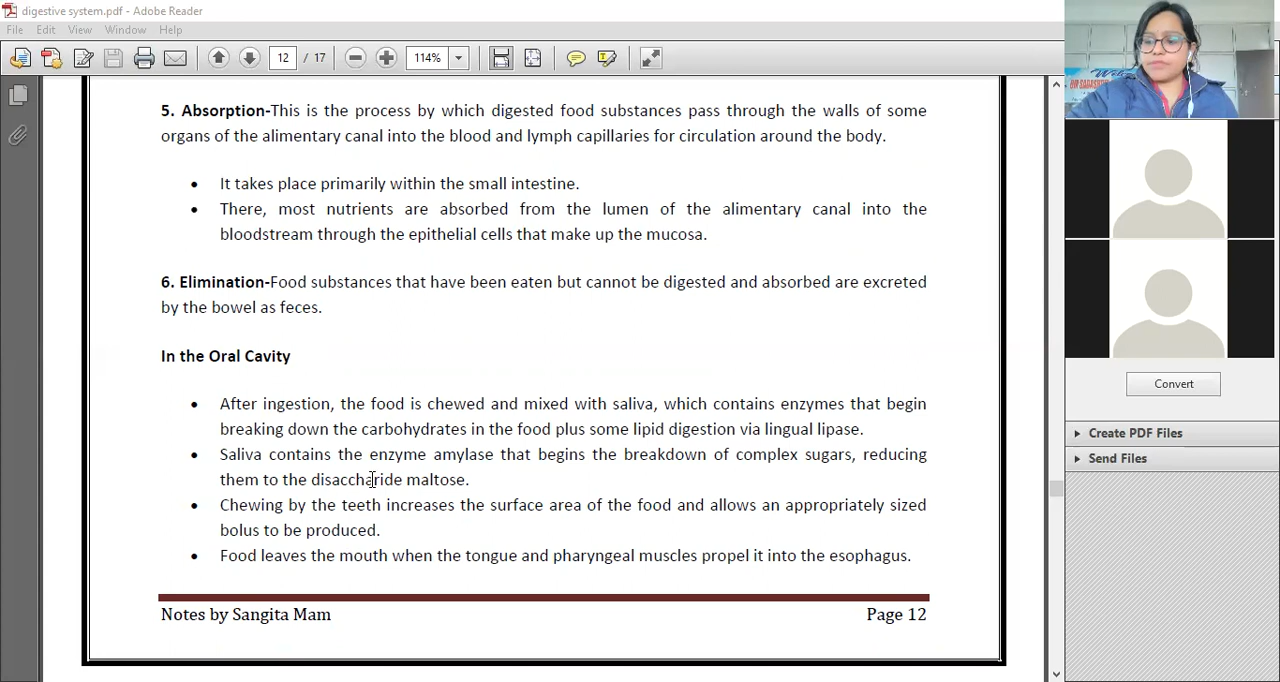 digestive system.pdf - Adobe Reader
File Edit View Window Help
12 / 17 114%
5. Absorption-This is the process by which digested food substances pass through the walls of some
organs of the alimentary canal into the blood and lymph capillaries for circulation around the body.
• It takes place primarily within the small intestine.
• There, most nutrients are absorbed from the lumen of the alimentary canal into the
bloodstream through the epithelial cells that make up the mucosa.
6. Elimination-Food substances that have been eaten but cannot be digested and absorbed are excreted
by the bowel as feces.
In the Oral Cavity
• After ingestion, the food is chewed and mixed with saliva, which contains enzymes that begin
breaking down the carbohydrates in the food plus some lipid digestion via lingual lipase.
• Saliva contains the enzyme amylase that begins the breakdown of complex sugars, reducing
them to the disaccharide maltose.
• Chewing by the teeth increases the surface area of the food and allows an appropriately sized
bolus to be produced.
• Food leaves the mouth when the tongue and pharyngeal muscles propel it into the esophagus.
Notes by Sangita Mam Page 12
Convert
Create PDF Files
Send Files